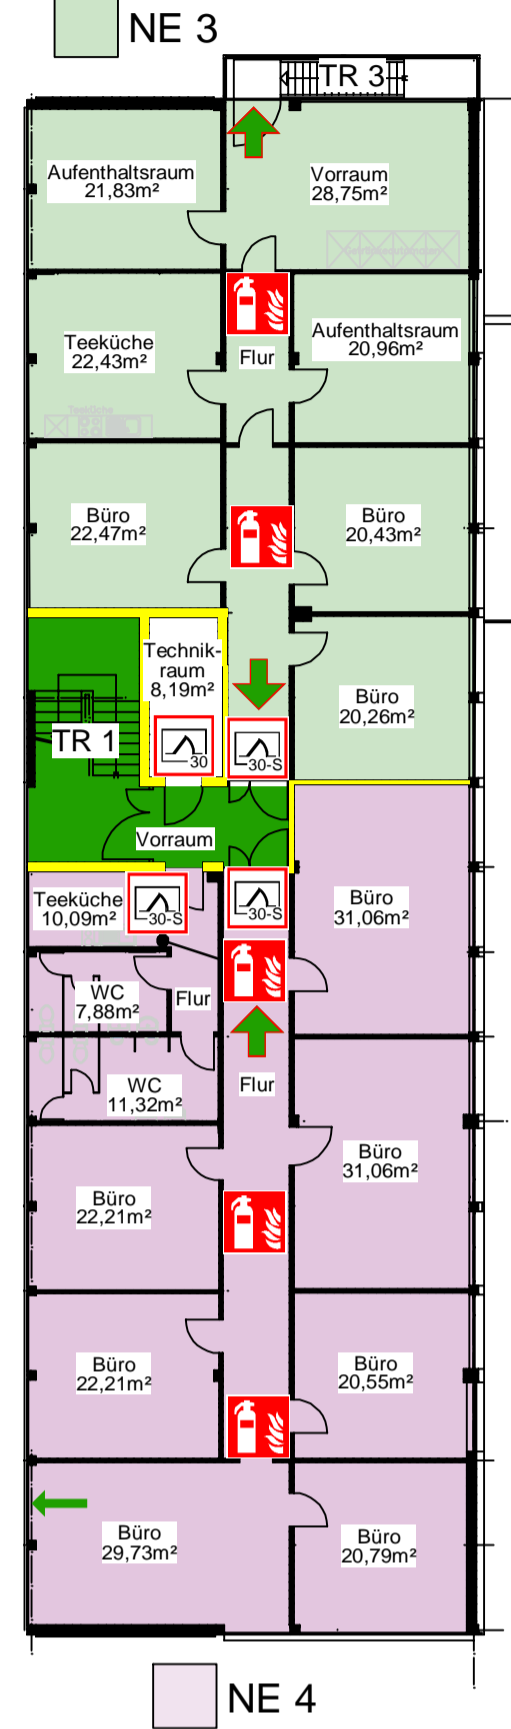 NE 3
TR 3
Aufenthaltsraum
21,83m²
Vorraum
28,75m²
Teeküche
22,43m²
Flur
Aufenthaltsraum
20,96m²
Teeküche
Büro
22,47m²
Büro
20,43m²
Technik-
raum
8,19m²
Büro
20,26m²
TR 1
30
30-S
Vorraum
Teeküche
10,09m²
30-S
30-S
Büro
31,06m²
WC
7,88m²
Flur
Flur
WC
11,32m²
Büro
31,06m²
Büro
22,21m²
Büro
22,21m²
Büro
20,55m²
Büro
29,73m²
Büro
20,79m²
NE 4